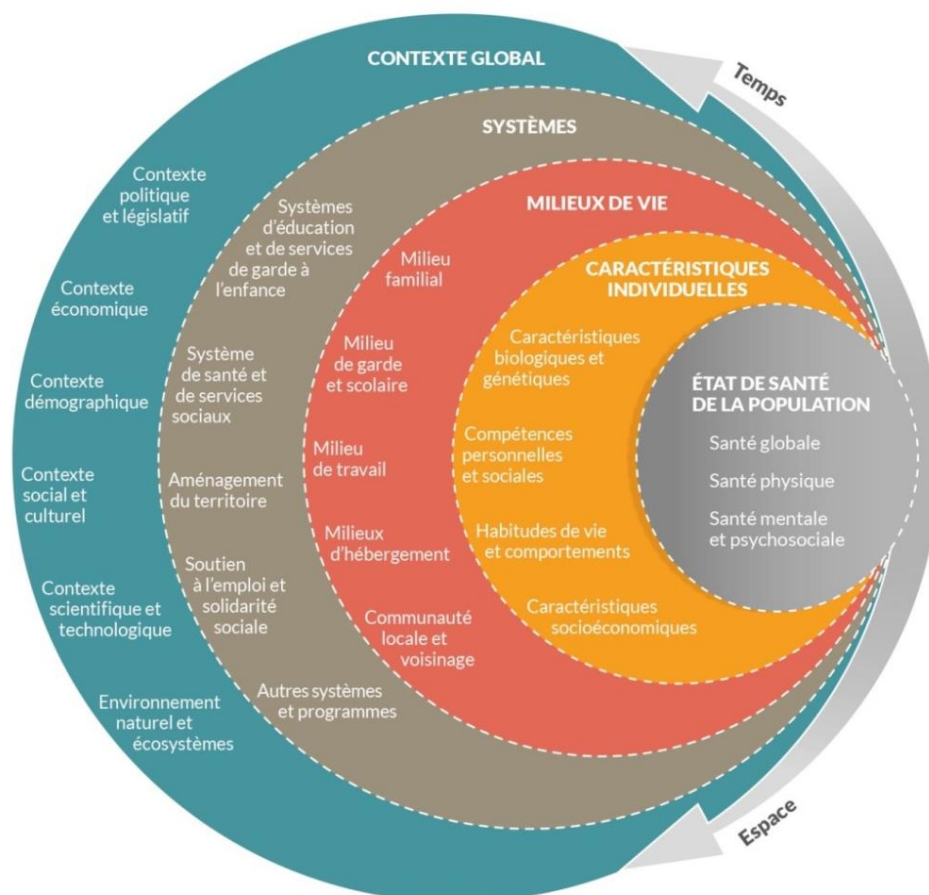 CONTEXTE GLOBAL
Contexte
politique
et législatif
Contexte
économique
Contexte
démographique
Contexte
social et
culturel
Contexte
scientifique et
technologique
Environnement
naturel et
écosystèmes
SYSTÈMES
Systèmes
d'éducation
et de services
de garde à
l'enfance
Système
de santé et
de services
sociaux
Aménagement
du territoire
Soutien
à l'emploi et
solidarité
sociale
Autres systèmes
et programmes
MILIEUX DE VIE
Milieu
familial
Milieu
de garde
et scolaire
Milieu
de travail
Milieux
d'hébergement
Communauté
locale et
voisinage
CARACTÉRISTIQUES
INDIVIDUELLES
Caractéristiques
biologiques et
génétiques
Compétences
personnelles
et sociales
Habitudes de vie
et comportements
Caractéristiques
socioéconomiques
ÉTAT DE SANTÉ
DE LA POPULATION
Santé globale
Santé physique
Santé mentale
et psychosociale
Temps
Espace